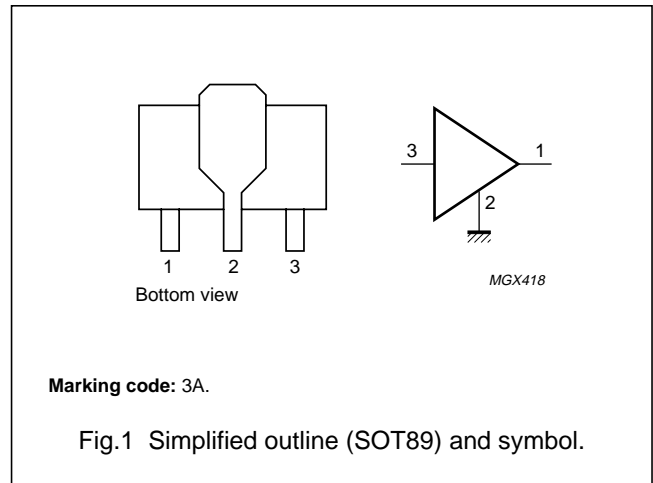 1 2 3
Bottom view
3 1
2
MGX418
Marking code: 3A.
Fig.1 Simplified outline (SOT89) and symbol.